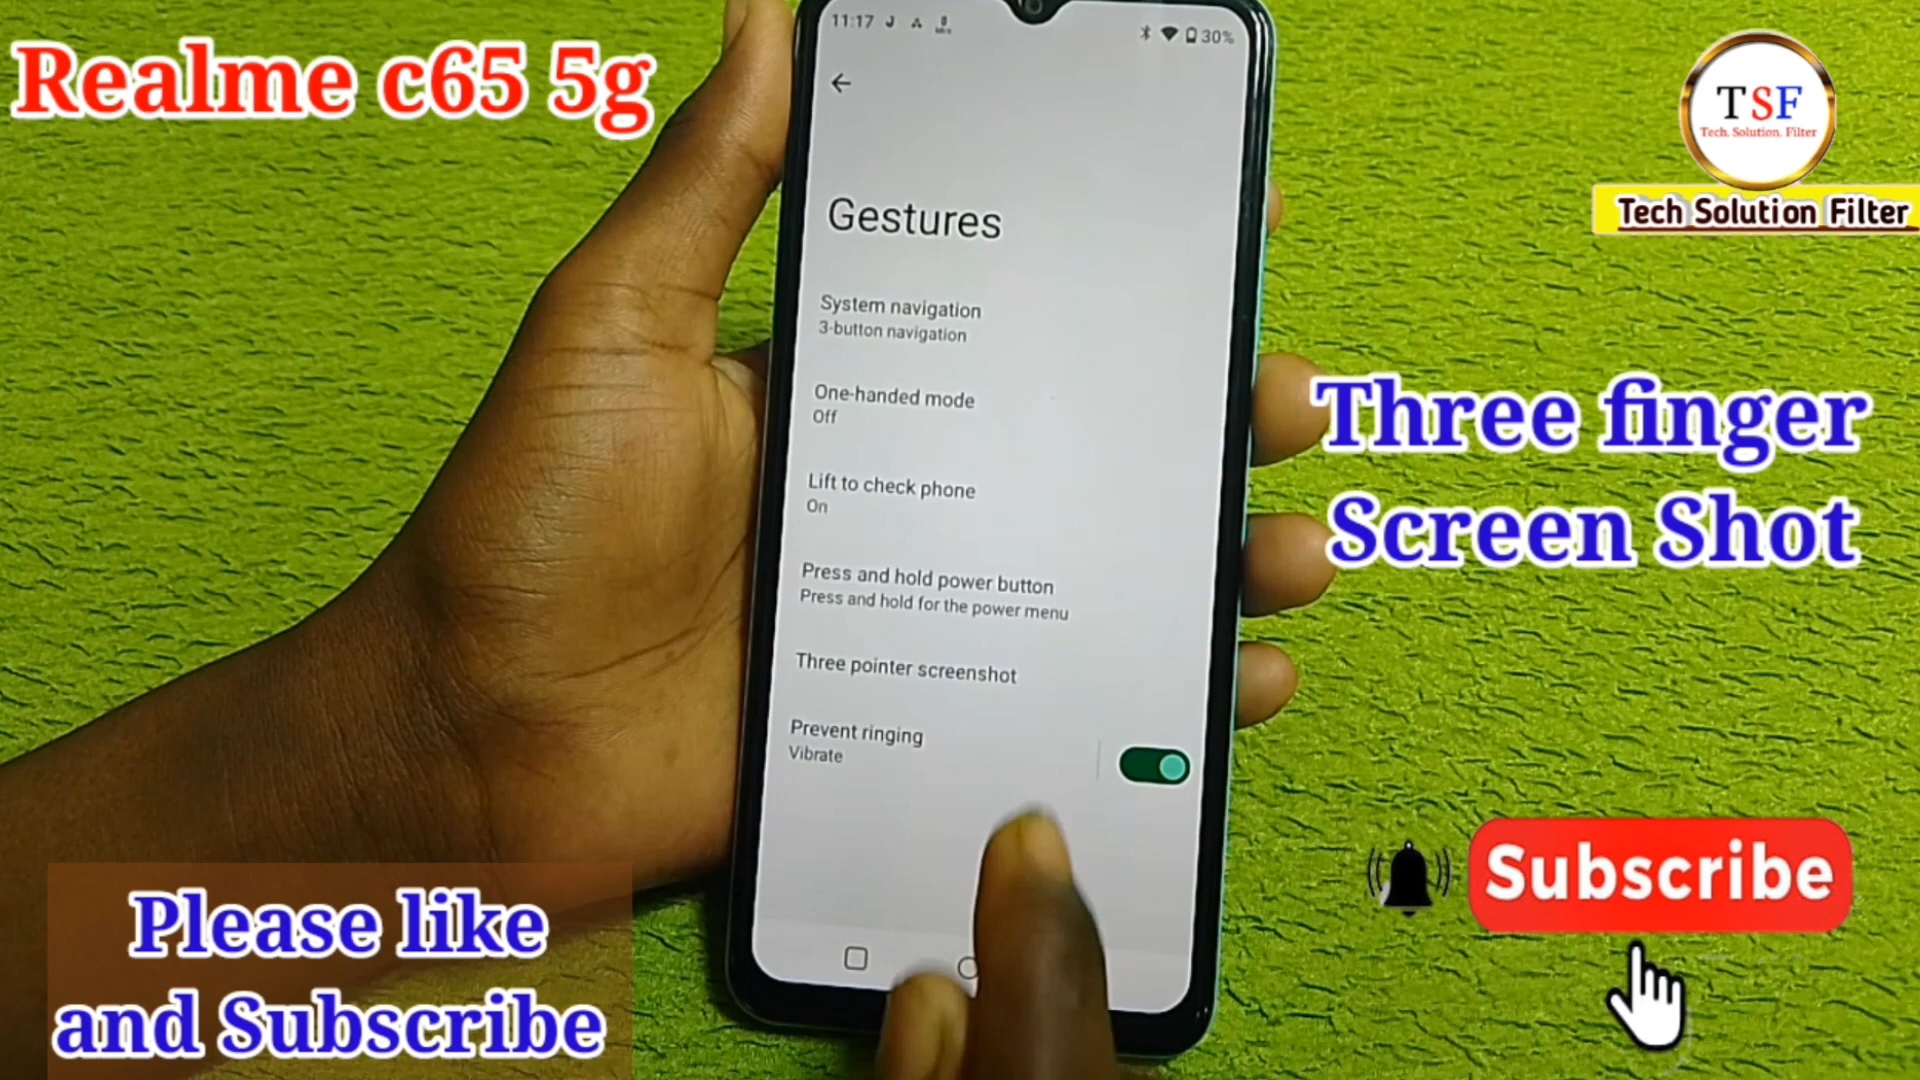 Realme c65 5g
11:17
30%
TSF
Tech. Solution. Filter
Tech Solution Filter
Gestures
System navigation
3-button navigation
One-handed mode
Off
Lift to check phone
On
Press and hold power button
Press and hold for the power menu
Three pointer screenshot
Prevent ringing
Vibrate
Three finger
Screen Shot
Subscribe
Please like
and Subscribe